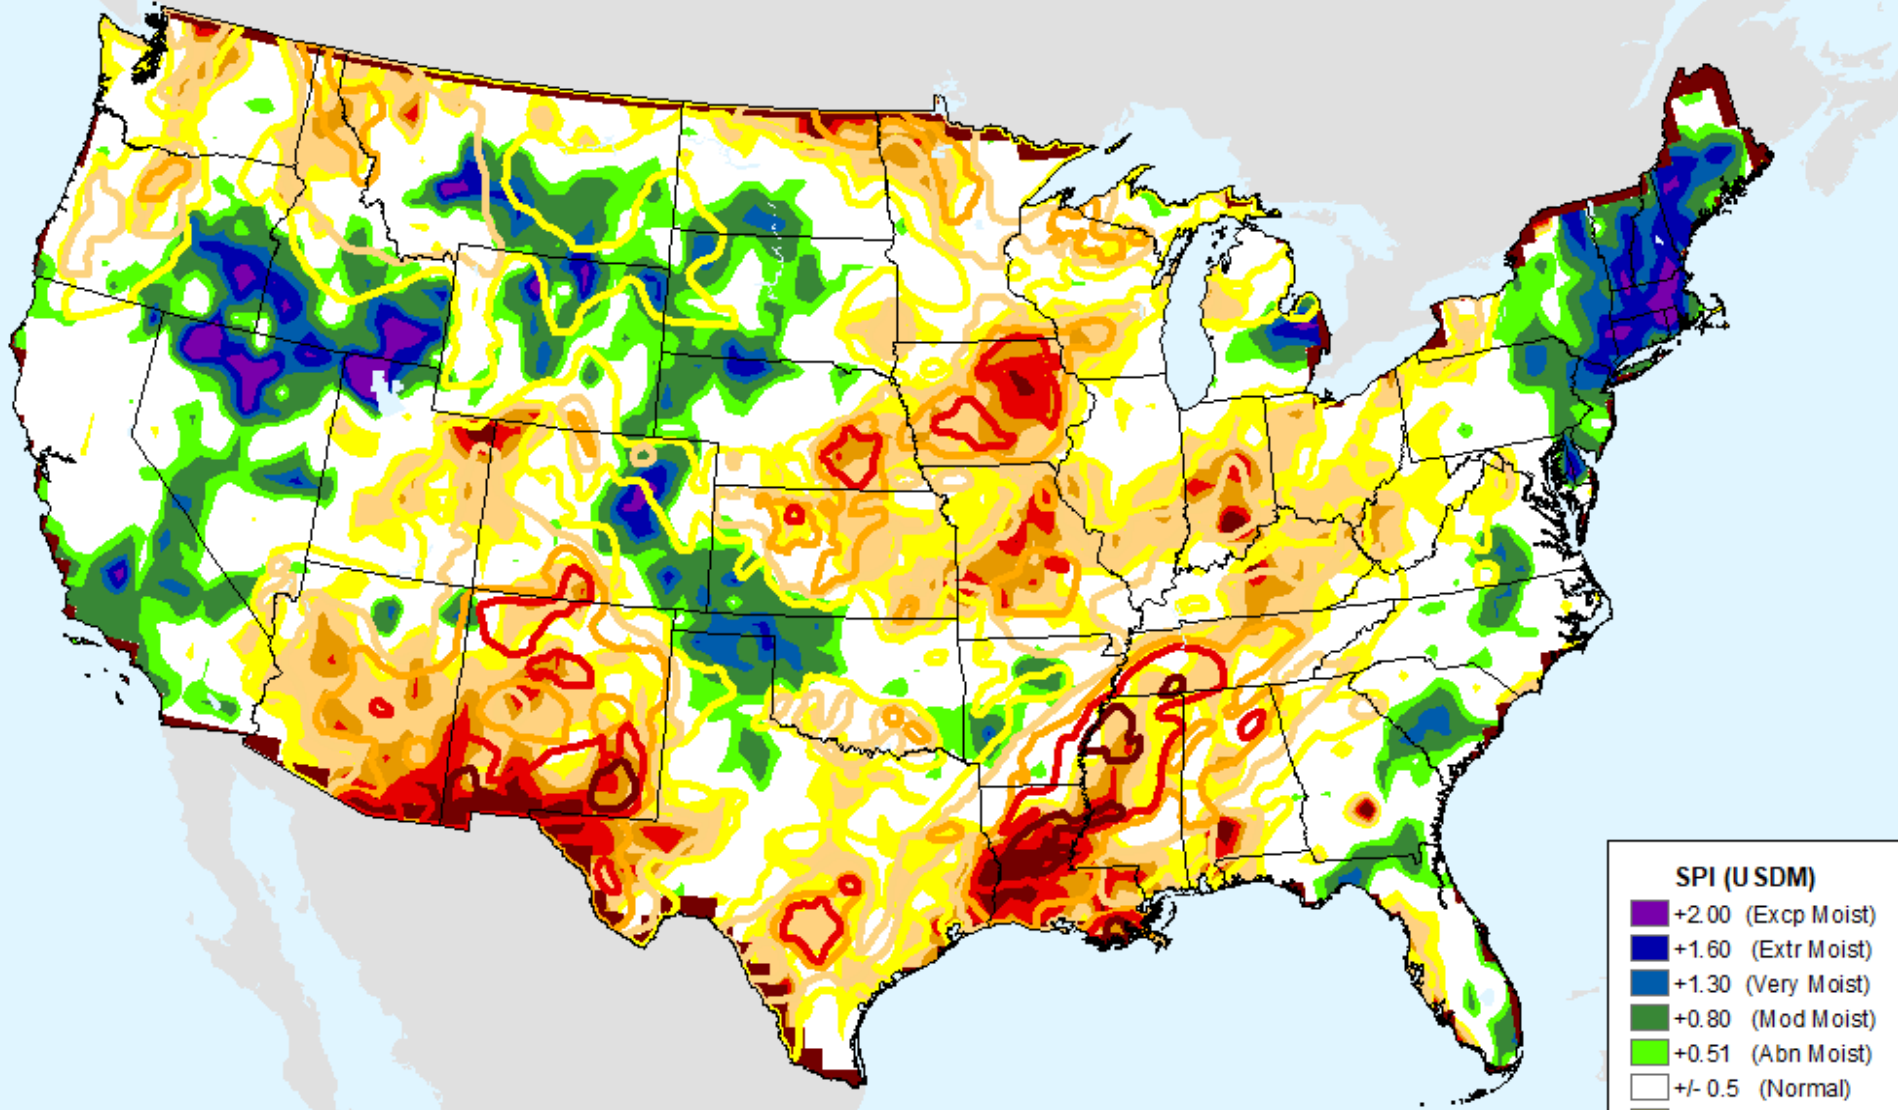 SPI (USDM)
+2.00 (Excp Moist)
+1.60 (Extr Moist)
+1.30 (Very Moist)
+0.80 (Mod Moist)
+0.51 (Abn Moist)
+/- 0.5 (Normal)